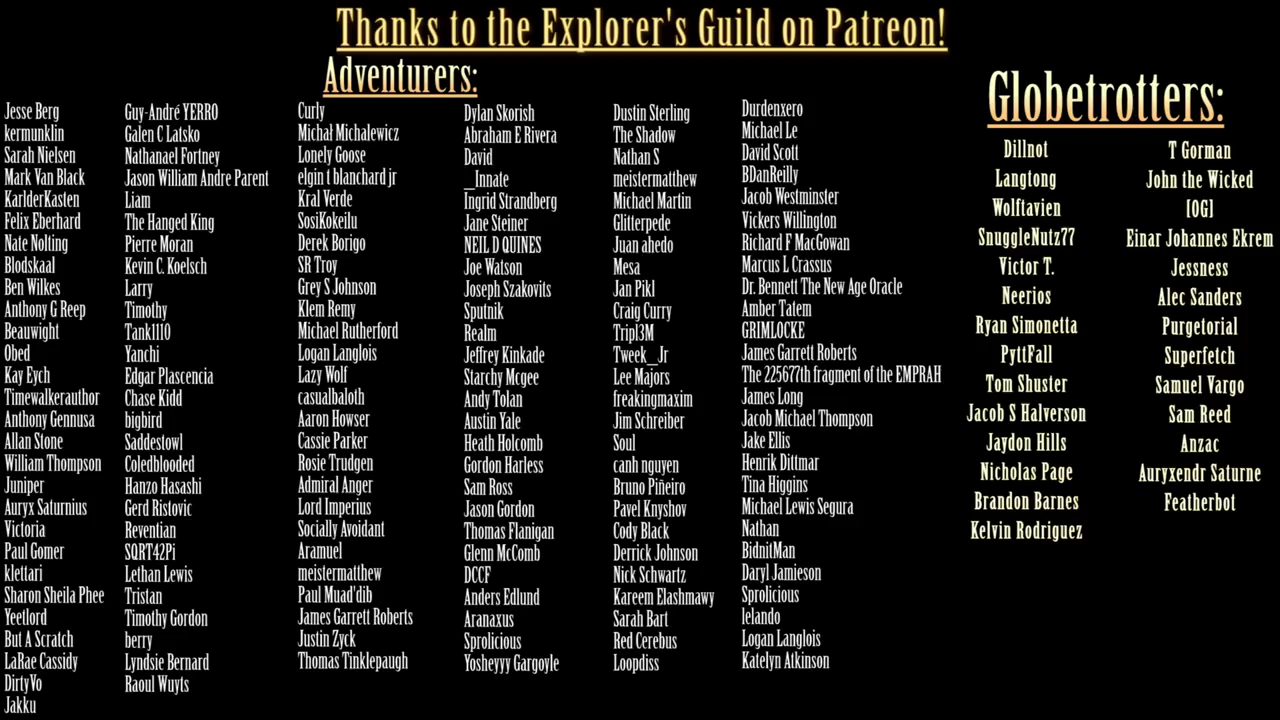 Thanks to the Explorer's Guild on Patreon!
Adventurers:
Jesse Berg
kermunklin
Sarah Nielsen
Mark Van Black
KarlderKasten
Felix Eberhard
Nate Nolting
Blodskaal
Ben Wilkes
Anthony G Reep
Beauwight
Obed
Kay Eych
Timewalkerauthor
Anthony Gennusa
Allan Stone
William Thompson
Juniper
Auryx Saturnius
Victoria
Paul Gomer
klettari
Sharon Sheila Phee
Yeetlord
But A Scratch
LaRae Cassidy
DirtyVo
Jakku
Guy-André YERRO
Galen C Latsko
Nathanael Fortney
Jason William Andre Parent
Liam
The Hanged King
Pierre Moran
Kevin C. Koelsch
Larry
Timothy
Tank1110
Yanchi
Edgar Plascencia
Chase Kidd
bigbird
Saddestowl
Coledblooded
Hanzo Hasashi
Gerd Ristovic
Reventian
SQRT42Pi
Lethan Lewis
Tristan
Timothy Gordon
berry
Lyndsie Bernard
Raoul Wuyts
Curly
Michał Michalewicz
Lonely Goose
elgin t blanchard jr
Kral Verde
SosiKokeilu
Derek Borigo
SR Troy
Grey S Johnson
Klem Remy
Michael Rutherford
Logan Langlois
Lazy Wolf
casualbaloth
Aaron Howser
Cassie Parker
Rosie Trudgen
Admiral Anger
Lord Imperius
Socially Avoidant
Aramuel
meistermatthew
Paul Muad'dib
James Garrett Roberts
Justin Zyck
Thomas Tinklepaugh
Dylan Skorish
Abraham E Rivera
David
_Innate
Ingrid Strandberg
Jane Steiner
NEIL D QUINES
Joe Watson
Joseph Szakovits
Sputnik
Realm
Jeffrey Kinkade
Starchy Mcgee
Andy Tolan
Austin Yale
Heath Holcomb
Gordon Harless
Sam Ross
Jason Gordon
Thomas Flanigan
Glenn McComb
DCCF
Anders Edlund
Aranaxus
Sprolicious
Yosheyyy Gargoyle
Dustin Sterling
The Shadow
Nathan S
meistermatthew
Michael Martin
Glitterpede
Juan ahedo
Mesa
Jan Pikl
Craig Curry
Tripl3M
Tweek_Jr
Lee Majors
freakingmaxim
Jim Schreiber
Soul
canh nguyen
Bruno Piñeiro
Pavel Knyshov
Cody Black
Derrick Johnson
Nick Schwartz
Kareem Elashmawy
Sarah Bart
Red Cerebus
Loopdiss
Durdenxero
Michael Le
David Scott
BDanReilly
Jacob Westminster
Vickers Willington
Richard F MacGowan
Marcus L Crassus
Dr. Bennett The New Age Oracle
Amber Tatem
GRIMLOCKE
James Garrett Roberts
The 225677th fragment of the EMPRAH
James Long
Jacob Michael Thompson
Jake Ellis
Henrik Dittmar
Tina Higgins
Michael Lewis Segura
Nathan
BidnitMan
Daryl Jamieson
Sprolicious
lelando
Logan Langlois
Katelyn Atkinson
Globetrotters:
Dillnot
Langtong
Wolftavien
SnuggleNutz77
Victor T.
Neerios
Ryan Simonetta
PyttFall
Tom Shuster
Jacob S Halverson
Jaydon Hills
Nicholas Page
Brandon Barnes
Kelvin Rodriguez
T Gorman
John the Wicked
[OG]
Einar Johannes Ekrem
Jessness
Alec Sanders
Purgetorial
Superfetch
Samuel Vargo
Sam Reed
Anzac
Auryxendr Saturne
Featherbot